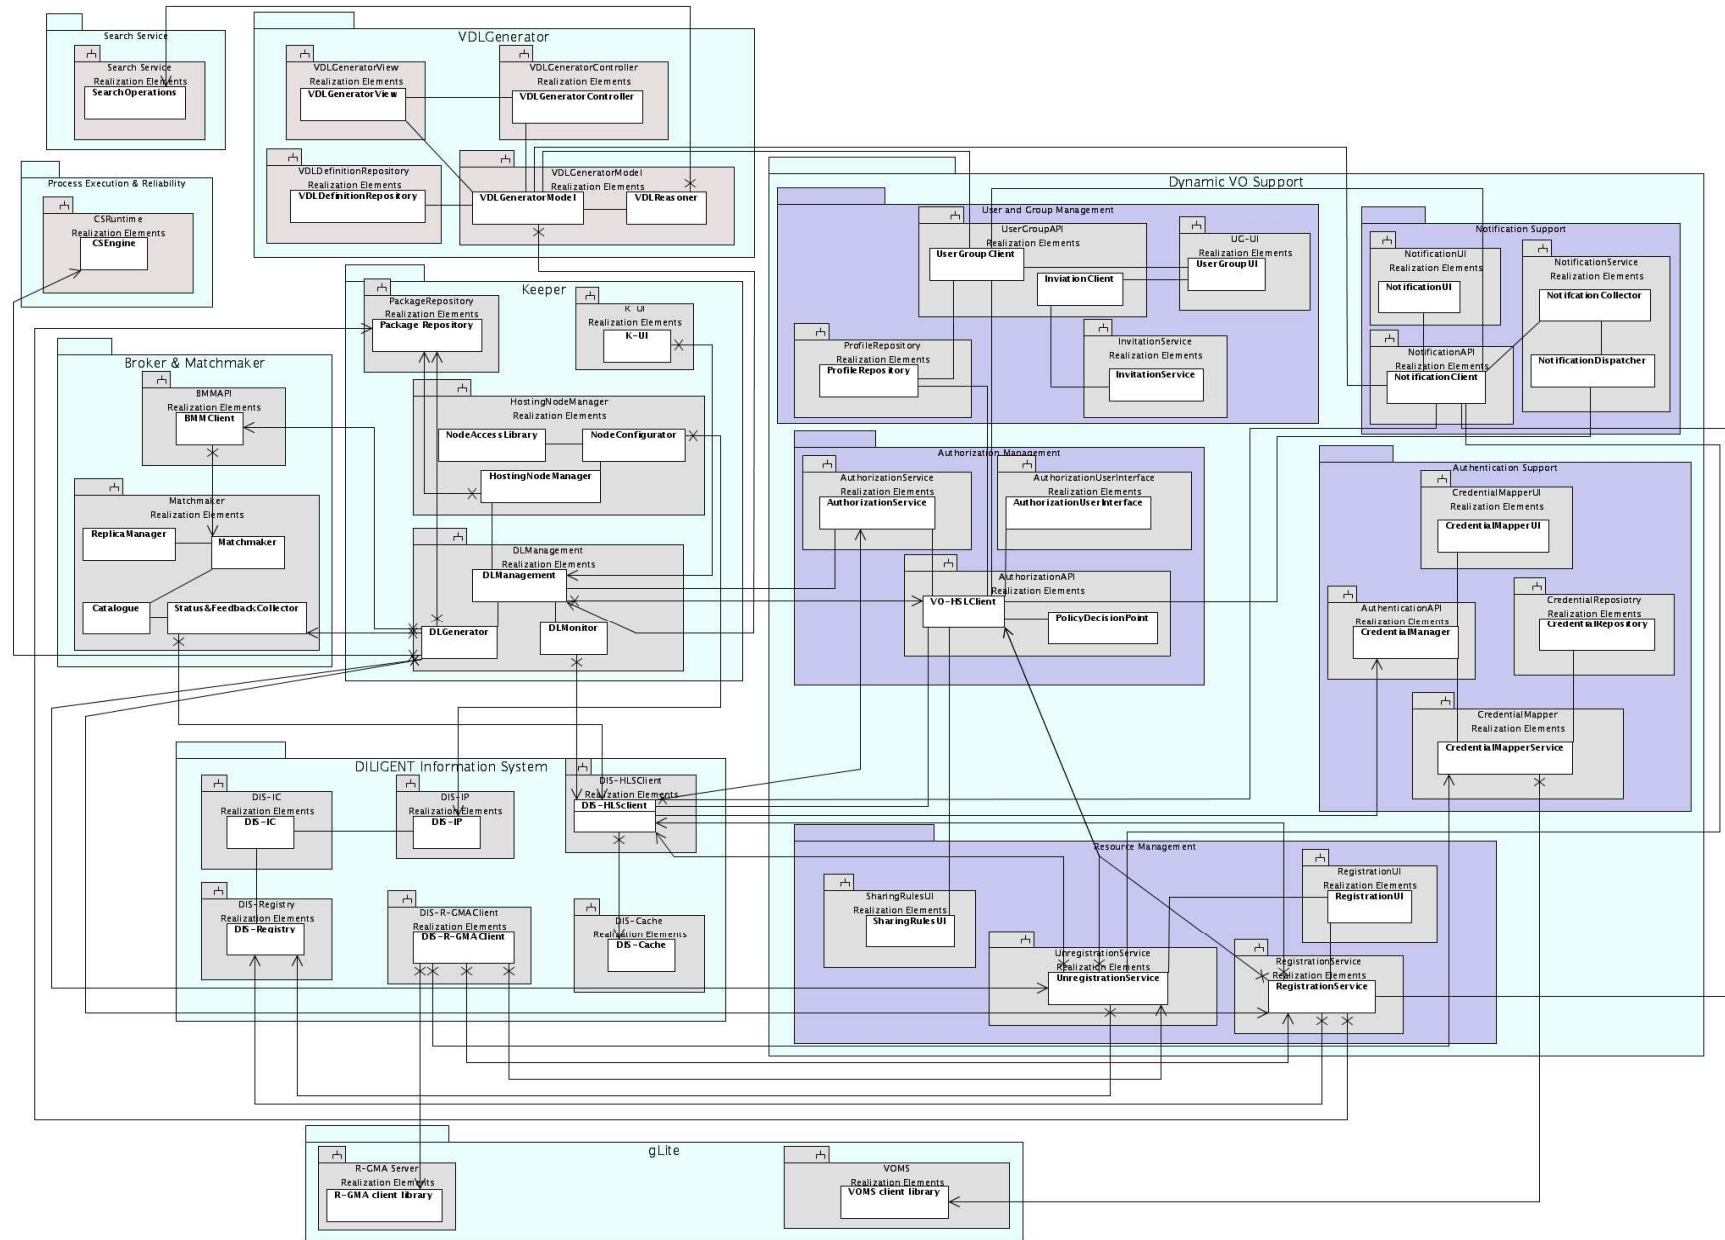 Search Service
Search Service
Realization Elements
SearchOperations
VDLGenerator
VDLGeneratorView
Realization Elements
VDLGeneratorView
VDLGeneratorController
Realization Elements
VDLGeneratorController
VDLDefinitionRepository
Realization Elements
VDLDefinitionRepository
VDLGeneratorModel
Realization Elements
VDLGeneratorModel
VDLReasoner
Process Execution & Reliability
CSRuntime
Realization Elements
CSEngine
Keeper
PackageRepository
Realization Elements
Package Repository
K UI
Realization Elements
K-UI
HostingNodeManager
Realization Elements
NodeAccessLibrary
NodeConfigurator
HostingNodeManager
DLManagement
Realization Elements
DLManagement
DLGenerator
DLMonitor
Broker & Matchmaker
BMMAPI
Realization Elements
BMMClient
Matchmaker
Realization Elements
ReplicaManager
Matchmaker
Catalogue
Status&FeedbackCollector
Dynamic VO Support
User and Group Management
UserGroupAPI
Realization Elements
UserGroupClient
InviationClient
UG-UI
Realization Elements
UserGroupUI
ProfileRepository
Realization Elements
ProfileRepository
InvitationService
Realization Elements
InvitationService
Notification Support
NotificationUI
Realization Elements
NotificationUI
NotificationService
Realization Elements
NotifcationCollector
NotificationDispatcher
NotificationAPI
Realization Elements
NotificationClient
Authorization Management
AuthorizationService
Realization Elements
AuthorizationService
AuthorizationUserInterface
Realization Elements
AuthorizationUserInterface
AuthorizationAPI
Realization Elements
VO-HSLClient
PolicyDecisionPoint
Authentication Support
CredentialMapperUI
Realization Elements
CredentialMapperUI
AuthenticationAPI
Realization Elements
CredentialManager
CredentialReposiotry
Realization Elements
CredentialRepository
CredentialMapper
Realization Elements
CredentialMapperService
DILIGENT Information System
DIS-IC
Realization Elements
DIS-IC
DIS-IP
Realization Elements
DIS-IP
DIS-HLSClient
Realization Elements
DIS-HLSclient
DIS-Registry
Realization Elements
DIS-Registry
DIS-R-GMAClient
Realization Elements
DIS-R-GMAClient
DIS-Cache
Realization Elements
DIS-Cache
Resource Management
SharingRulesUI
Realization Elements
SharingRulesUI
RegistrationUI
Realization Elements
RegistrationUI
UnregistrationService
Realization Elements
UnregistrationService
RegistrationService
Realization Elements
RegistrationService
gLite
R-GMA Server
Realization Elements
R-GMA client library
VOMS
Realization Elements
VOMS client library